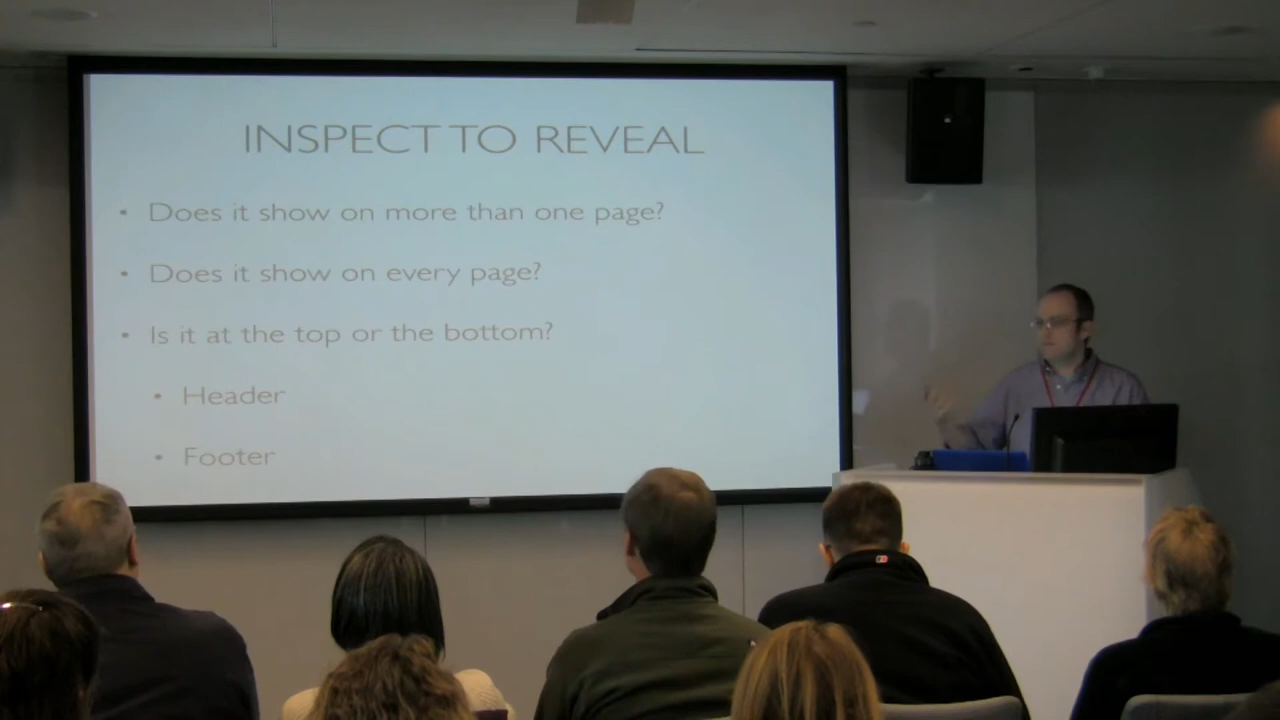 INSPECT TO REVEAL
• Does it show on more than one page?
• Does it show on every page?
• Is it at the top or the bottom?
• Header
• Footer